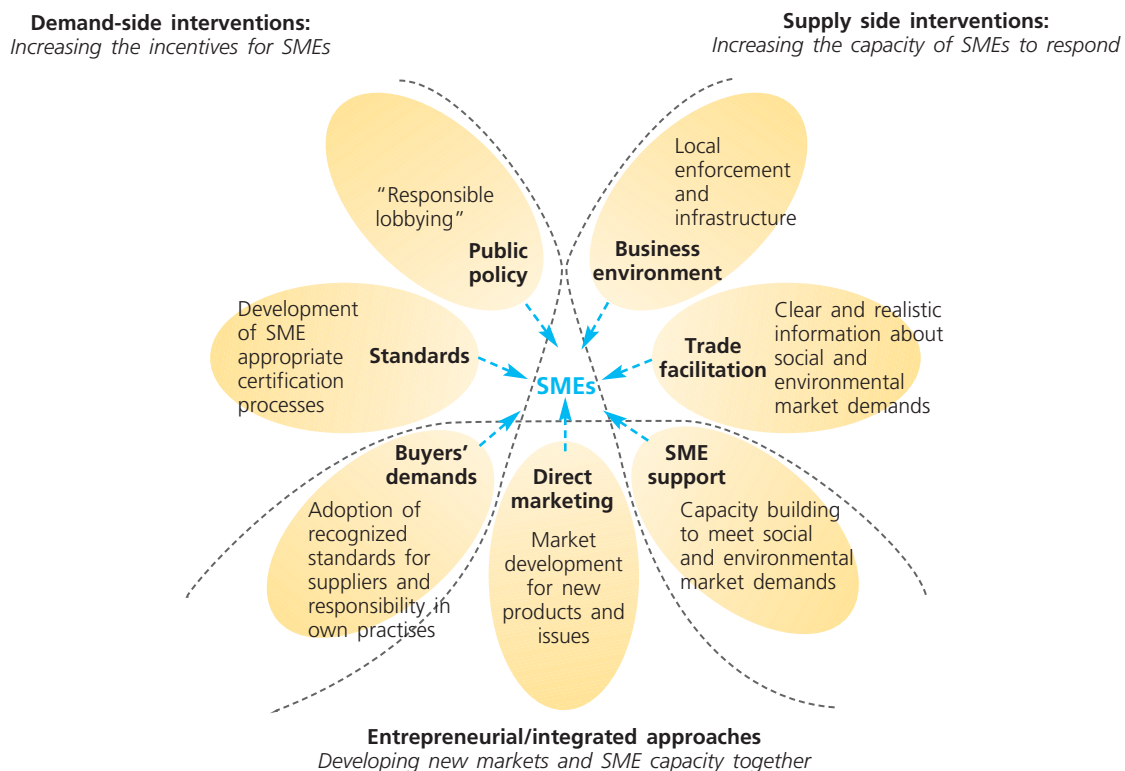 Demand-side interventions:
Increasing the incentives for SMEs
Supply side interventions:
Increasing the capacity of SMEs to respond
“Responsible
lobbying”
Public
policy
Local
enforcement
and
infrastructure
Business
environment
Development
of SME
appropriate
certification
processes
Standards
Trade
facilitation
Clear and realistic
information about
social and
environmental
market demands
SMEs
Buyers’
demands
Adoption of
recognized
standards for
suppliers and
responsibility in
own practises
Direct
marketing
Market
development
for new
products and
issues
SME
support
Capacity building
to meet social
and environmental
market demands
Entrepreneurial/integrated approaches
Developing new markets and SME capacity together